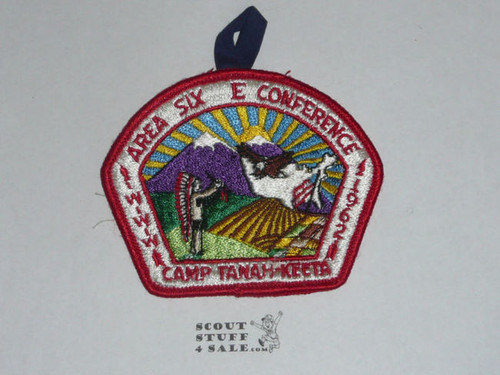 AREA SIX E CONFERENCE
WWW
1962
CAMP TANAH-KEETA
SCOUT
STUFF
4 SALE.COM